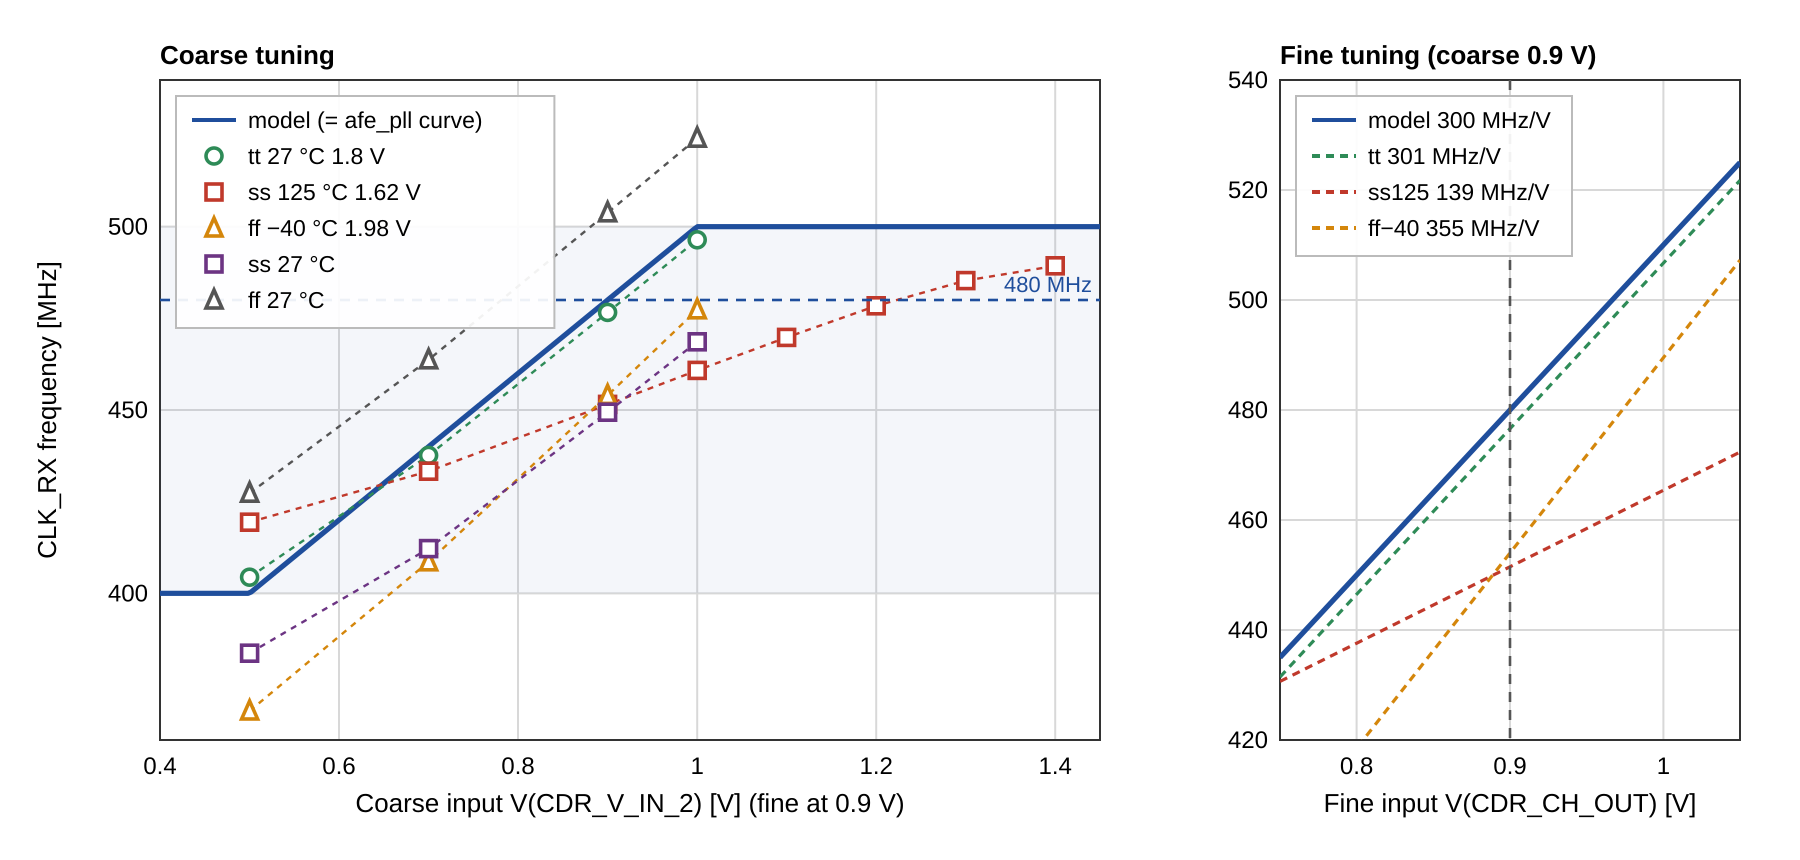 Coarse tuning
model (= afe_pll curve)
tt 27 °C 1.8 V
ss 125 °C 1.62 V
ff −40 °C 1.98 V
ss 27 °C
ff 27 °C
480 MHz
500
450
400
CLK_RX frequency [MHz]
0.4 0.6 0.8 1 1.2 1.4
Coarse input V(CDR_V_IN_2) [V] (fine at 0.9 V)
Fine tuning (coarse 0.9 V)
model 300 MHz/V
tt 301 MHz/V
ss125 139 MHz/V
ff−40 355 MHz/V
540
520
500
480
460
440
420
0.8 0.9 1
Fine input V(CDR_CH_OUT) [V]